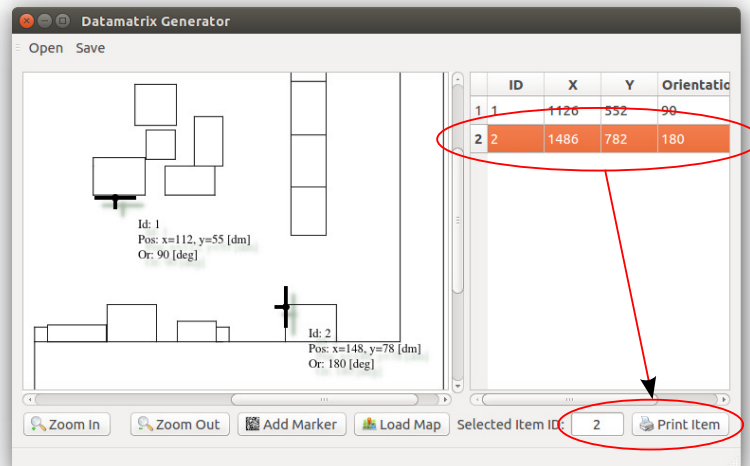 Datamatrix Generator
Open Save
ID X Y Orientatio
1 1 1126 552 90
2 2 1486 782 180
Id: 1
Pos: x=112, y=55 [dm]
Or: 90 [deg]
Id: 2
Pos: x=148, y=78 [dm]
Or: 180 [deg]
Zoom In Zoom Out Add Marker Load Map Selected Item ID: 2 Print Item